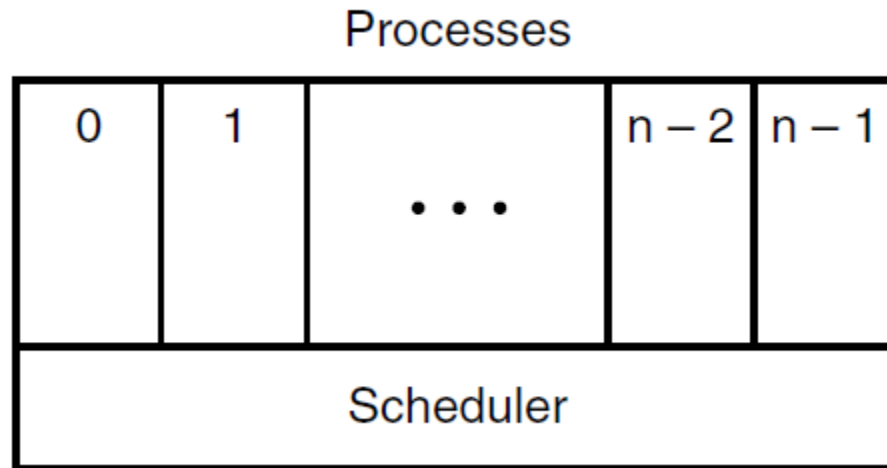 Processes
0 1 • • • n – 2 n – 1
Scheduler